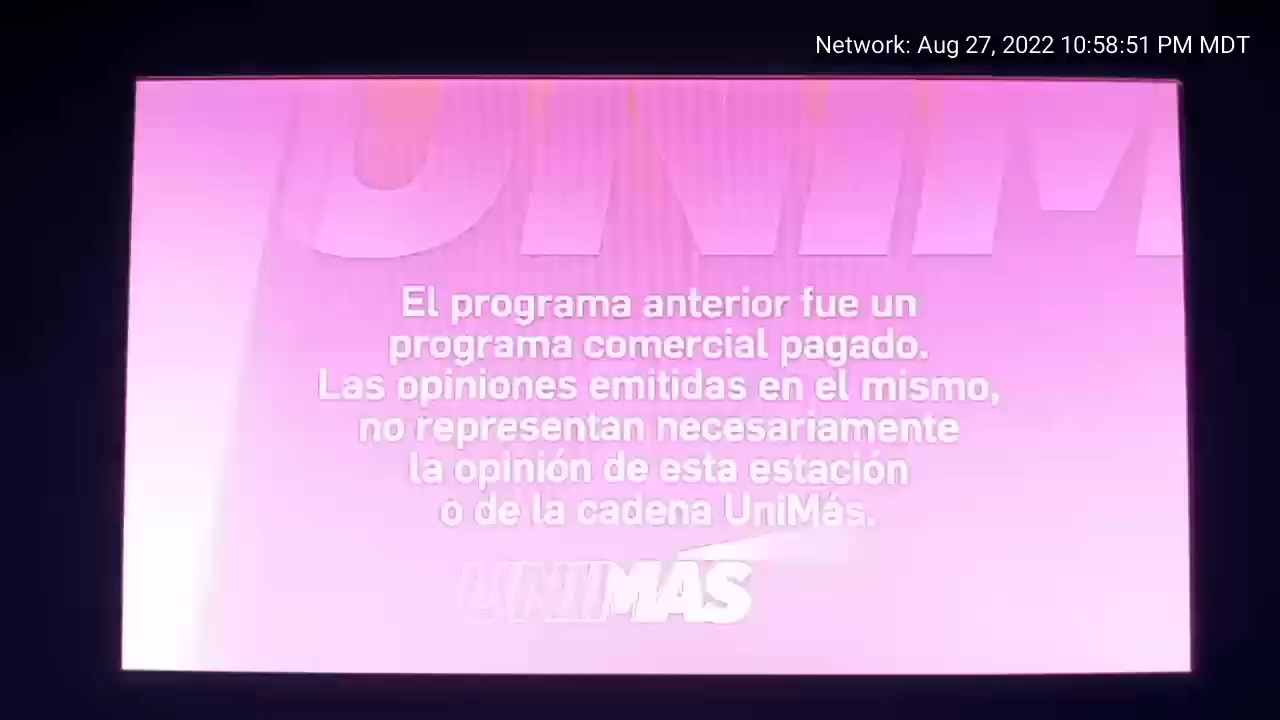 Network: Aug 27, 2022 10:58:51 PM MDT
UNIM
El programa anterior fue un
programa comercial pagado.
Las opiniones emitidas en el mismo,
no representan necesariamente
la opinión de esta estación
o de la cadena UniMás.
UNIMÁS